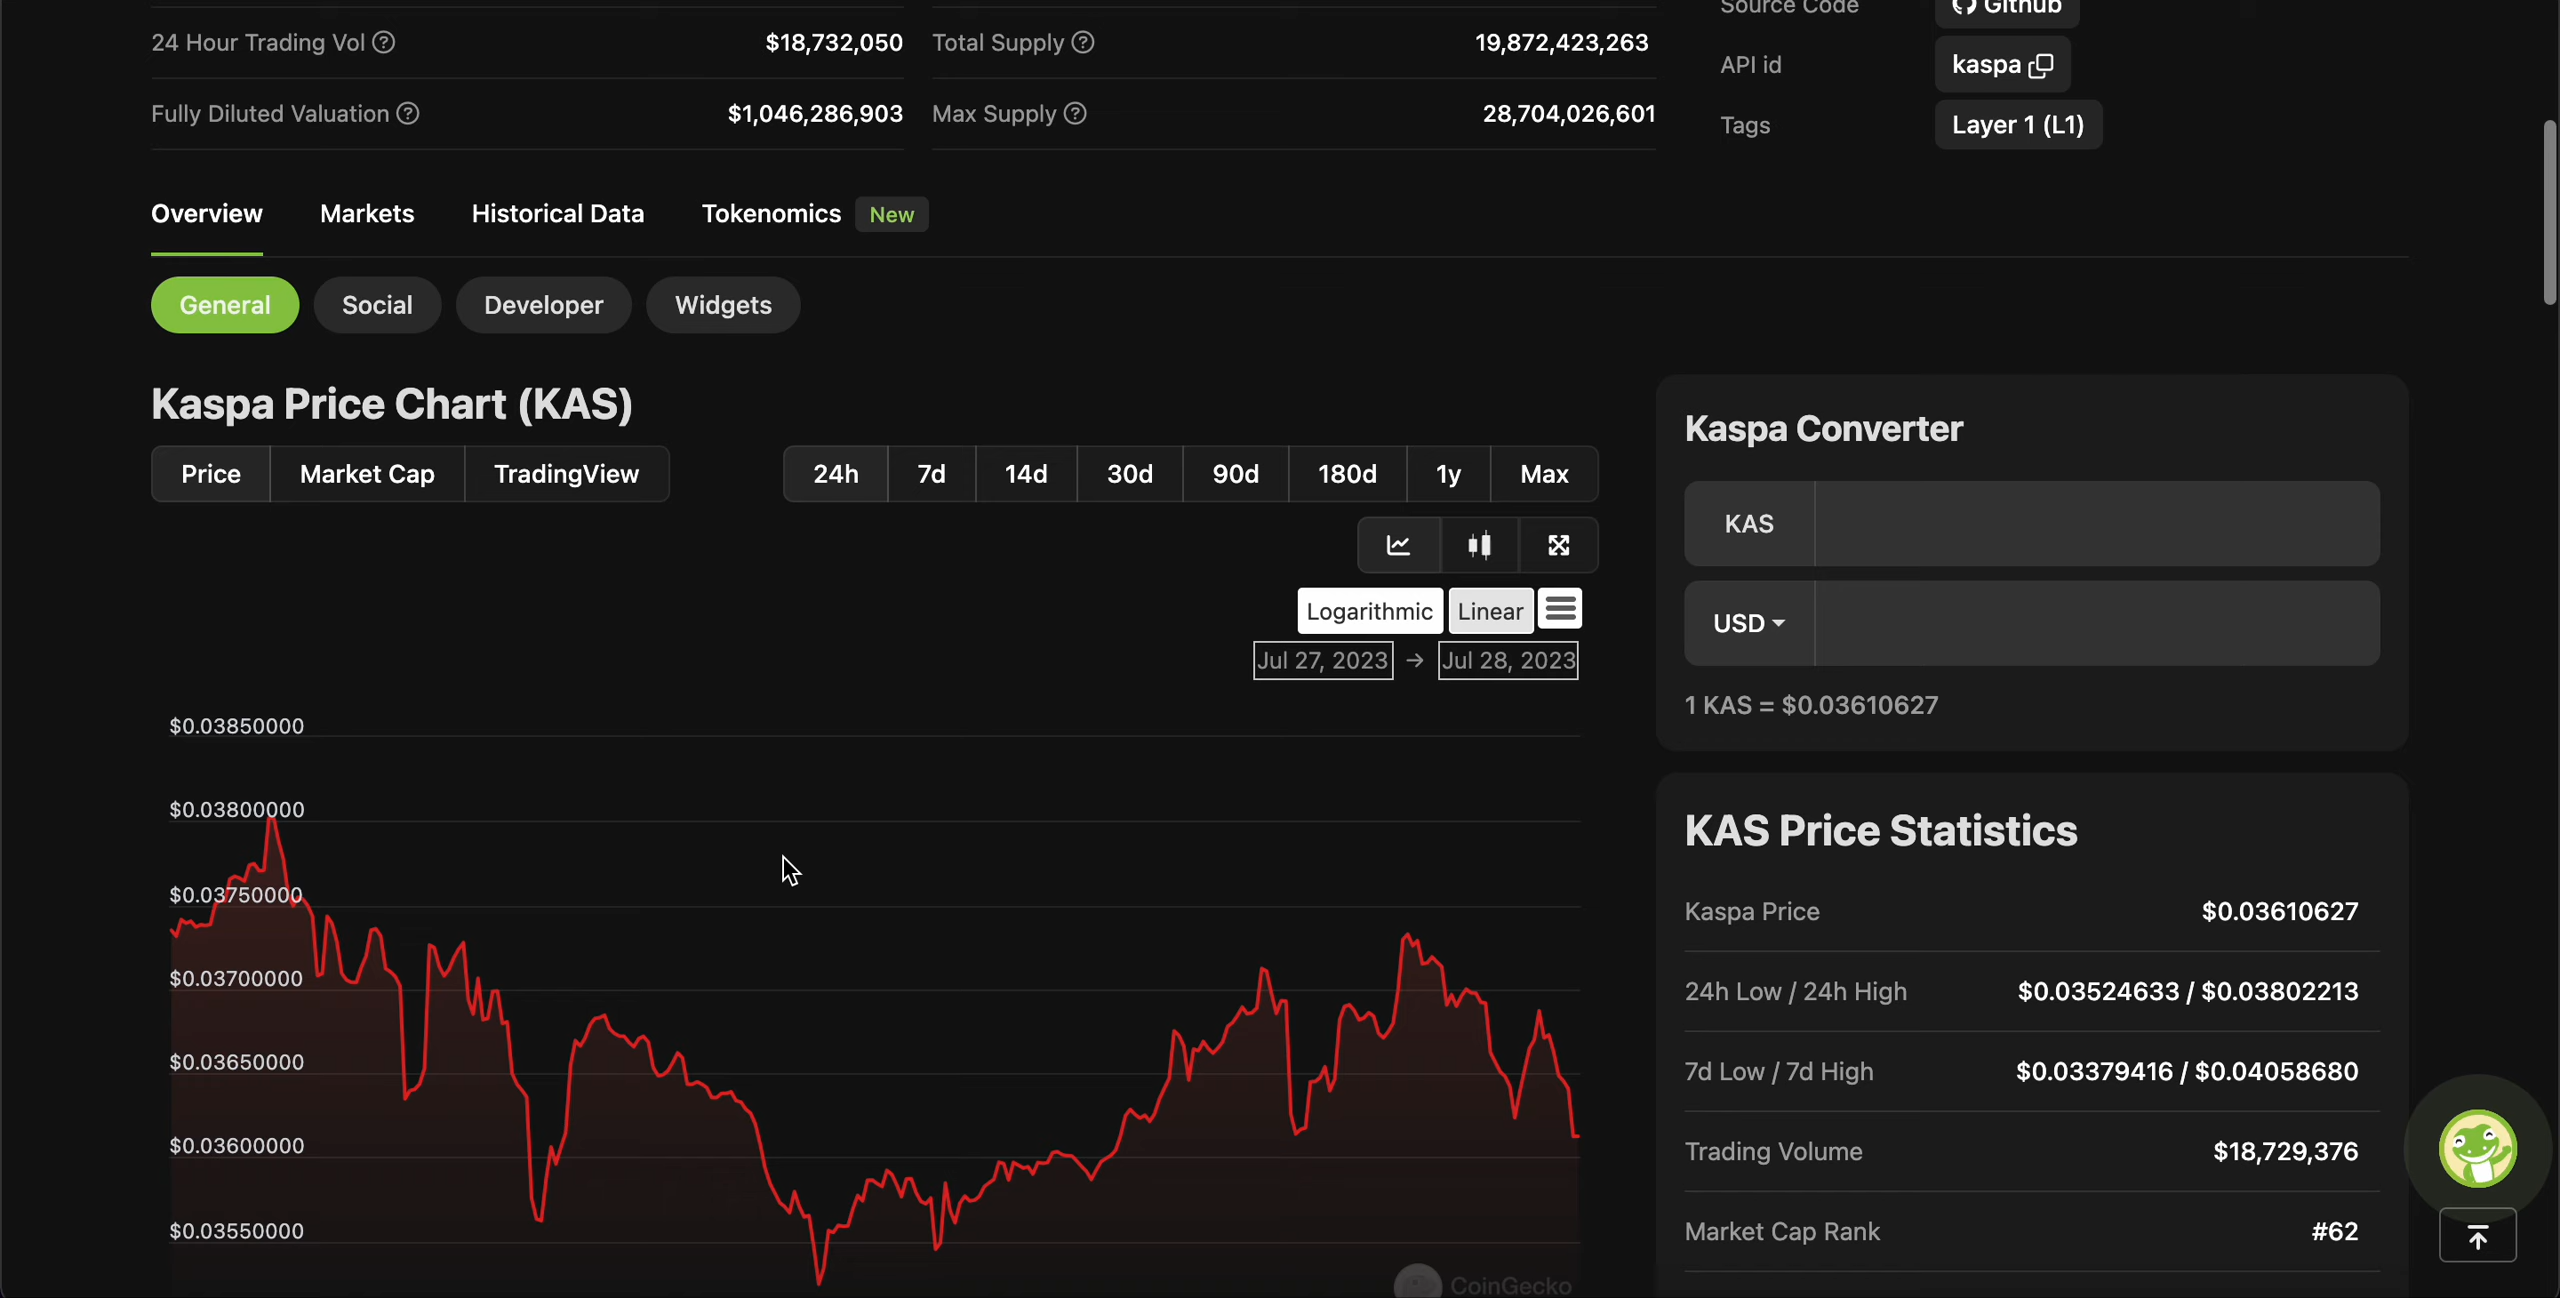 Source Code Github
24 Hour Trading Vol $18,732,050 Total Supply 19,872,423,263
API id kaspa
Fully Diluted Valuation $1,046,286,903 Max Supply 28,704,026,601
Tags Layer 1 (L1)
Overview Markets Historical Data Tokenomics New
General Social Developer Widgets
Kaspa Price Chart (KAS)
Price Market Cap TradingView 24h 7d 14d 30d 90d 180d 1y Max
Logarithmic Linear
Jul 27, 2023 → Jul 28, 2023
$0.03850000
$0.03800000
$0.03750000
$0.03700000
$0.03650000
$0.03600000
$0.03550000
CoinGecko
Kaspa Converter
KAS
USD
1 KAS = $0.03610627
KAS Price Statistics
Kaspa Price $0.03610627
24h Low / 24h High $0.03524633 / $0.03802213
7d Low / 7d High $0.03379416 / $0.04058680
Trading Volume $18,729,376
Market Cap Rank #62